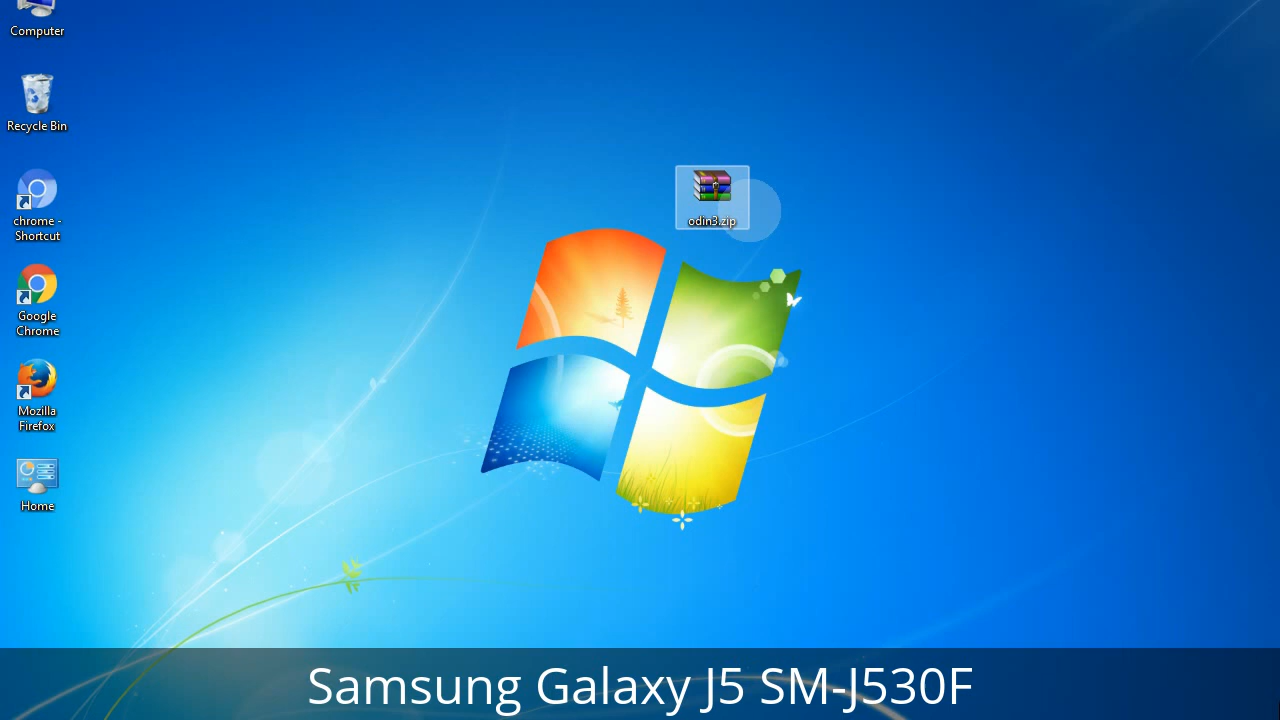 Computer
Recycle Bin
chrome -
Shortcut
Google
Chrome
Mozilla
Firefox
Home
odin3.zip
Samsung Galaxy J5 SM-J530F